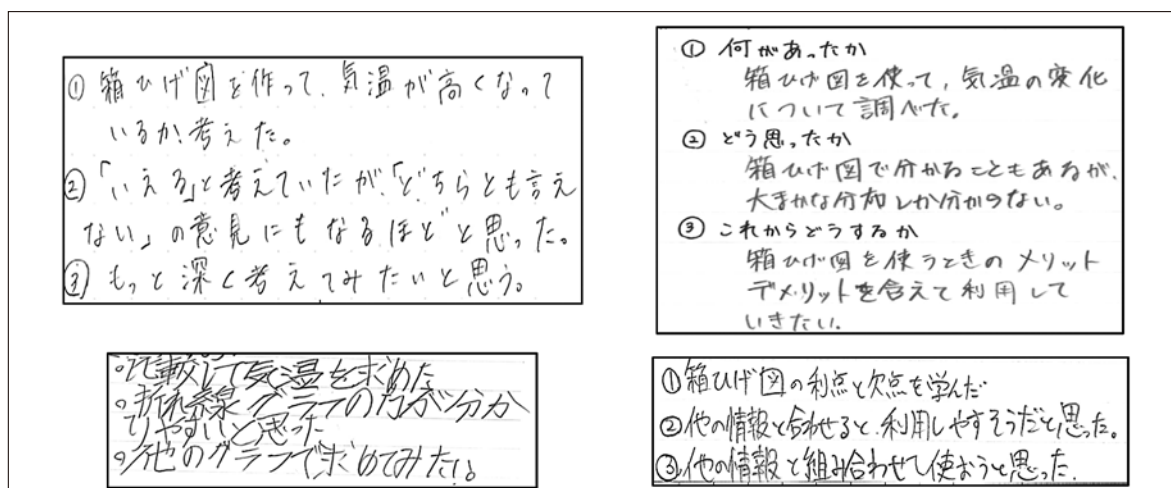 ① 箱ひげ図を作って、気温が高くなって
いるか考えた。
②「いえる」と考えていたが、「どちらとも言え
ない」の意見にもなるほどと思った。
③ もっと深く考えてみたいと思う。
① 何があったか
箱ひげ図を使って、気温の変化
について調べた。
② どう思ったか
箱ひげ図で分かることもあるが、
大まかな分布しか分からない。
③ これからどうするか
箱ひげ図を使うときのメリット
デメリットを含えて利用して
いきたい。
。比較して気温を求めた
。折れ線グラフの方が分か
りやすいと思った
。他のグラフで求めてみたい。
①箱ひげ図の利点と欠点を学んだ
②他の情報と合わせると、利用しやすそうだと思った。
③他の情報と組み合わせて使おうと思った.